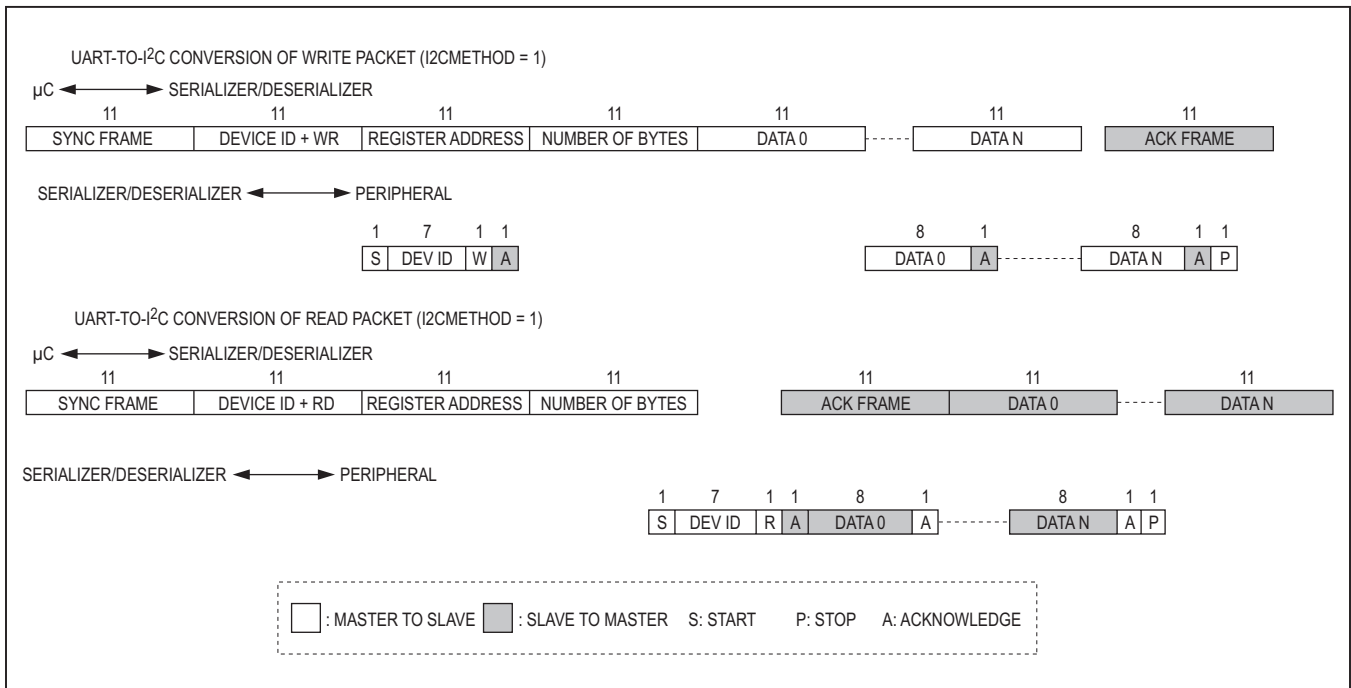 UART-TO-I2C CONVERSION OF WRITE PACKET (I2CMETHOD = 1)
µC SERIALIZER/DESERIALIZER
11 11 11 11 11 11 11
SYNC FRAME DEVICE ID + WR REGISTER ADDRESS NUMBER OF BYTES DATA 0 DATA N ACK FRAME
SERIALIZER/DESERIALIZER PERIPHERAL
1 7 1 1 8 1 8 1 1
S DEV ID W A DATA 0 A DATA N A P
UART-TO-I2C CONVERSION OF READ PACKET (I2CMETHOD = 1)
µC SERIALIZER/DESERIALIZER
11 11 11 11 11 11 11
SYNC FRAME DEVICE ID + RD REGISTER ADDRESS NUMBER OF BYTES ACK FRAME DATA 0 DATA N
SERIALIZER/DESERIALIZER PERIPHERAL
1 7 1 1 8 1 8 1 1
S DEV ID R A DATA 0 A DATA N A P
: MASTER TO SLAVE : SLAVE TO MASTER S: START P: STOP A: ACKNOWLEDGE